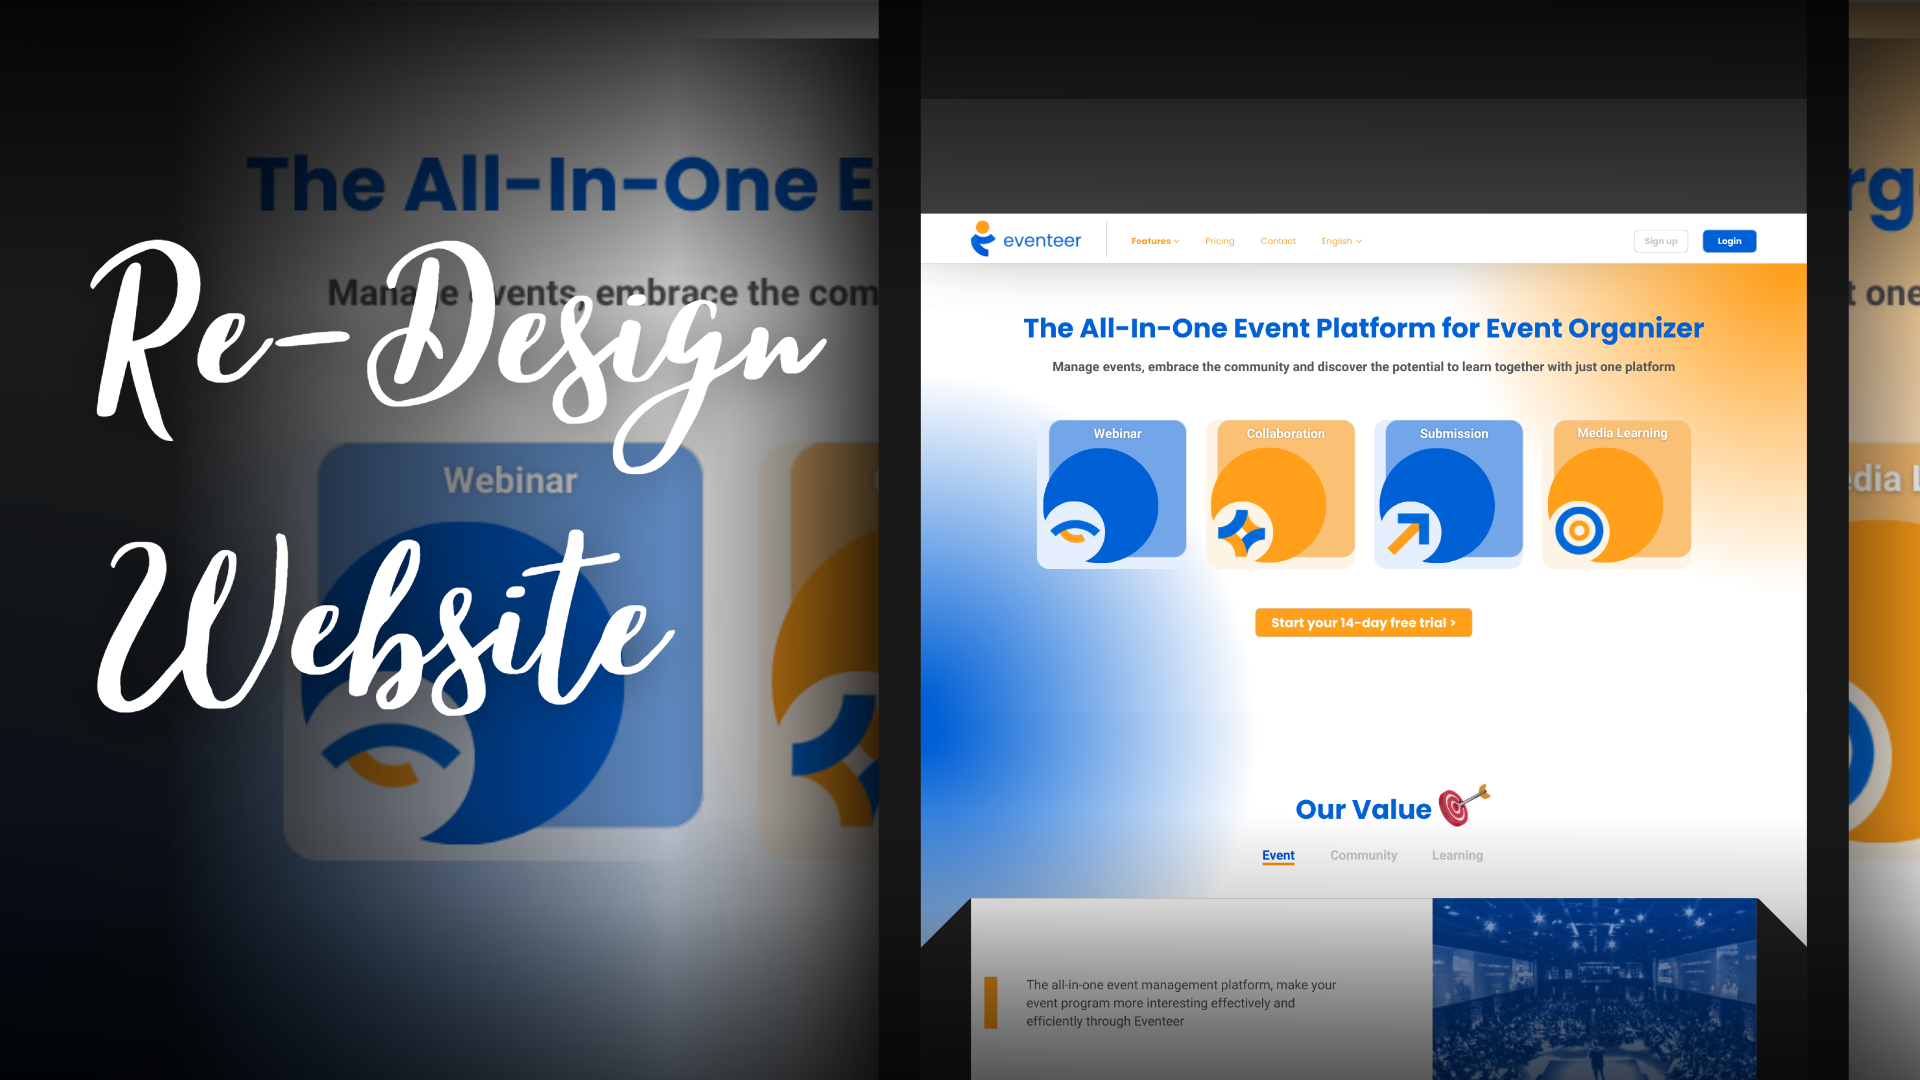 The All-In-One E
Re-Design
Manage events, embrace the com
Website
Webinar
eventeer
Features
Pricing
Contact
English
Sign up
Login
The All-In-One Event Platform for Event Organizer
Manage events, embrace the community and discover the potential to learn together with just one platform
Webinar
Collaboration
Submission
Media Learning
Start your 14-day free trial >
Our Value
Event
Community
Learning
The all-in-one event management platform, make your
event program more interesting effectively and
efficiently through Eventeer
rg
t one
edia L